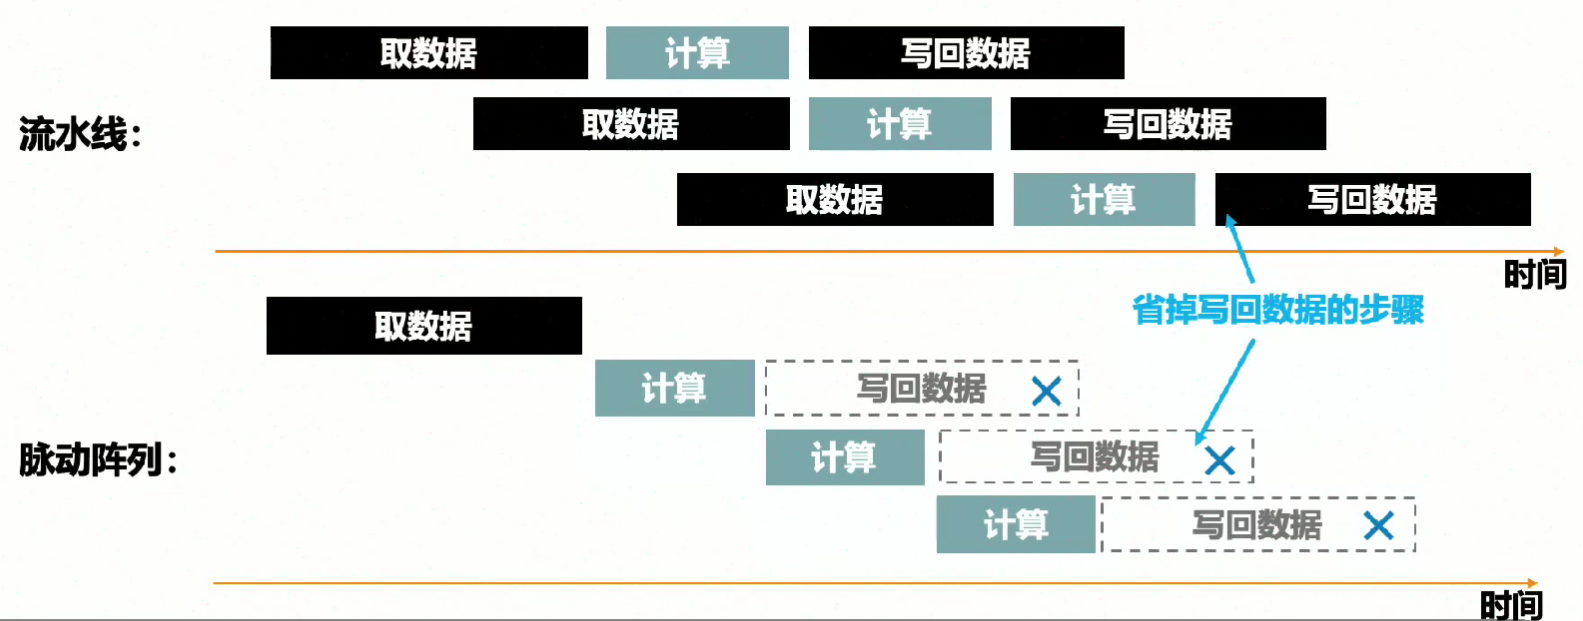 取数据 计算 写回数据
流水线： 取数据 计算 写回数据
取数据 计算 写回数据
时间
省掉写回数据的步骤
取数据
计算 写回数据
脉动阵列： 计算 写回数据
计算 写回数据
时间